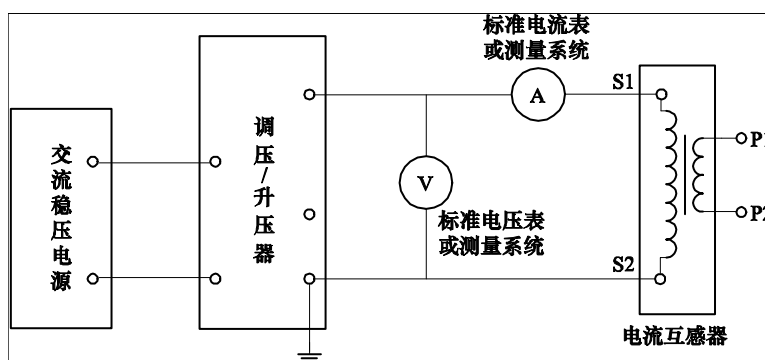 标准电流表
或测量系统
A
S1
P1
P2
调压/升压器
交流稳压电源
V
标准电压表
或测量系统
S2
电流互感器